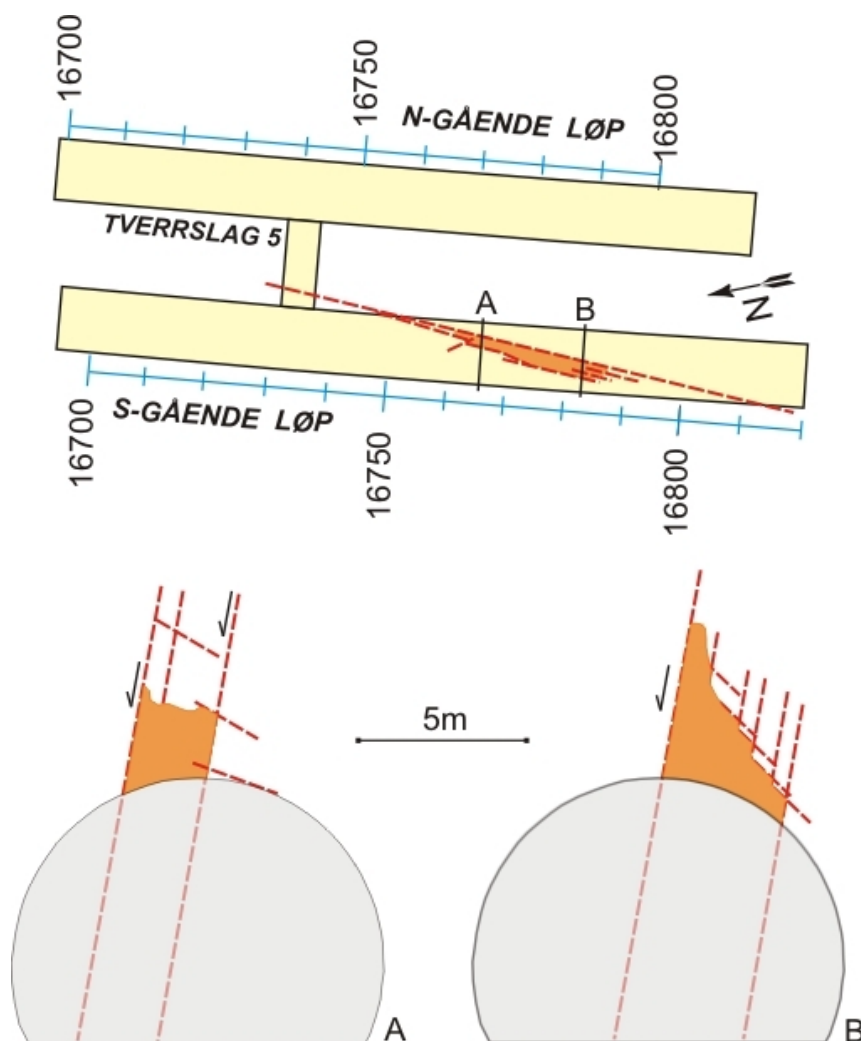 16700
16750
16800
N-GÅENDE LØP
TVERRSLAG 5
A
B
N
S-GÅENDE LØP
16700
16750
16800
5m
A
B